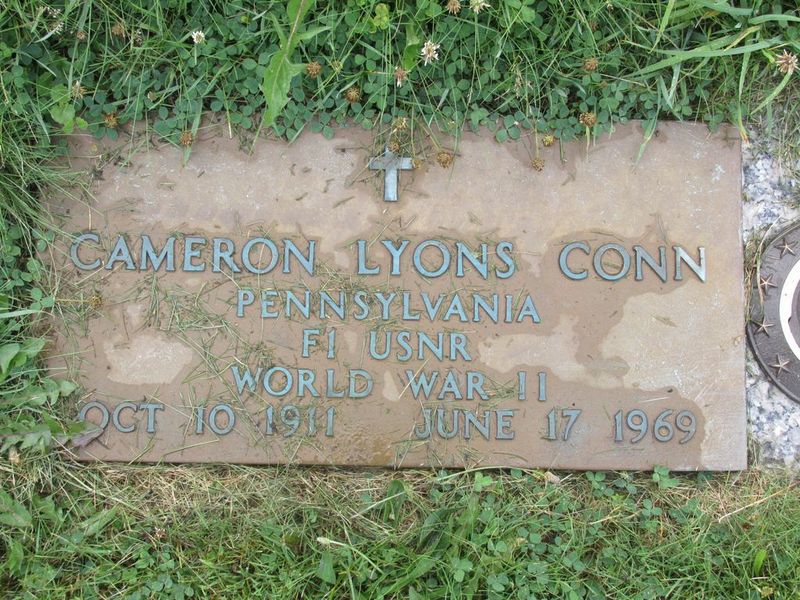 CAMERON LYONS CONN
PENNSYLVANIA
F1 USNR
WORLD WAR II
OCT 10 1911 JUNE 17 1969